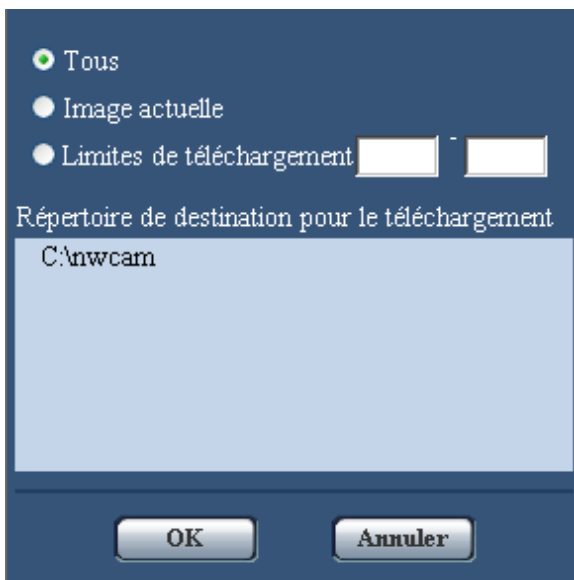 Tous
Image actuelle
Limites de téléchargement -
Répertoire de destination pour le téléchargement
C:\nwcam
OK Annuler